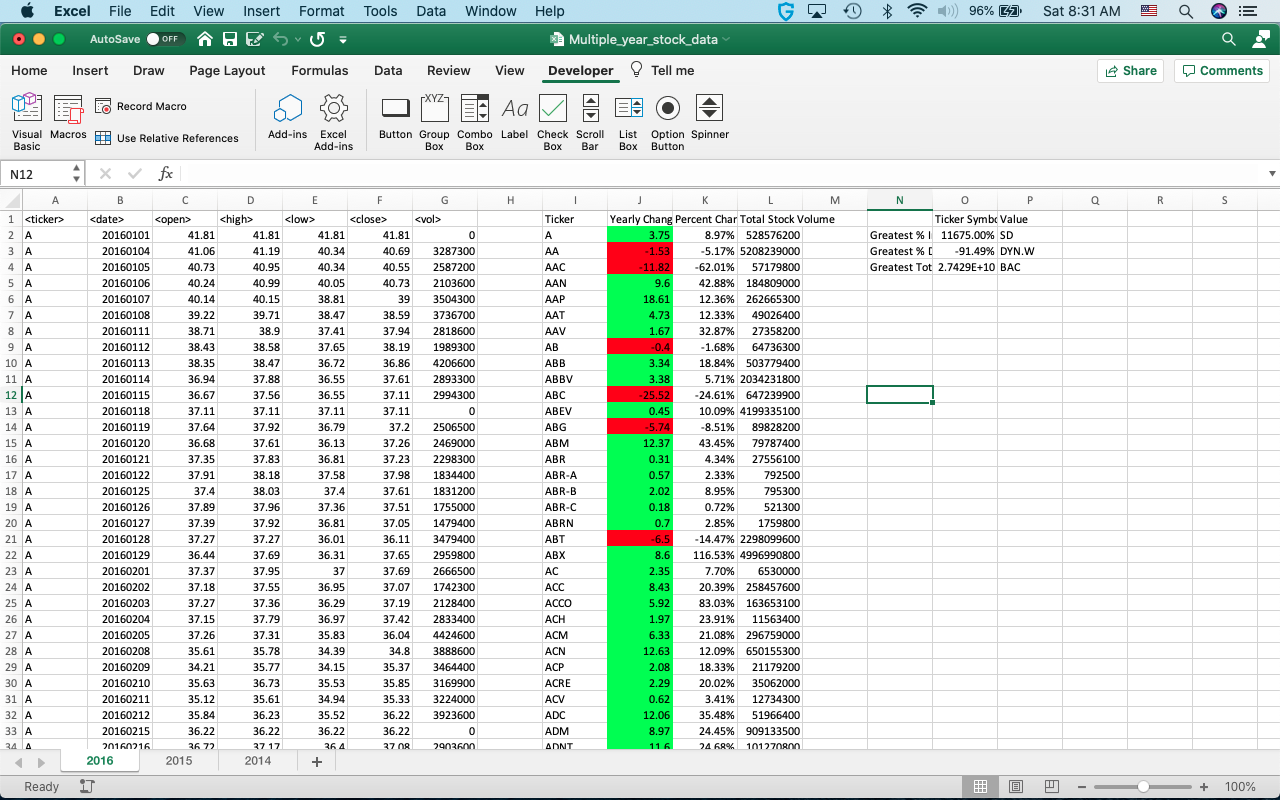 Excel File Edit View Insert Format Tools Data Window Help 96% Sat 8:31 AM
AutoSave OFF Multiple_year_stock_data
Home Insert Draw Page Layout Formulas Data Review View Developer Tell me Share Comments
Visual Basic Macros Record Macro Use Relative References Add-ins Excel Add-ins Button Group Box Combo Box Label Check Box Scroll Bar List Box Option Button Spinner
XYZ Aa
N12 fx
A B C D E F G H I J K L M N O P Q R S
1 <ticker> <date> <open> <high> <low> <close> <vol> Ticker Yearly Chang Percent Char Total Stock Volume Ticker Symbo Value
2 A 20160101 41.81 41.81 41.81 41.81 0 A 3.75 8.97% 528576200 Greatest % I 11675.00% SD
3 A 20160104 41.06 41.19 40.34 40.69 3287300 AA -1.53 -5.17% 5208239000 Greatest % D -91.49% DYN.W
4 A 20160105 40.73 40.95 40.34 40.55 2587200 AAC -11.82 -62.01% 57179800 Greatest Tot 2.7429E+10 BAC
5 A 20160106 40.24 40.99 40.05 40.73 2103600 AAN 9.6 42.88% 184809000
6 A 20160107 40.14 40.15 38.81 39 3504300 AAP 18.61 12.36% 262665300
7 A 20160108 39.22 39.71 38.47 38.59 3736700 AAT 4.73 12.33% 49026400
8 A 20160111 38.71 38.9 37.41 37.94 2818600 AAV 1.67 32.87% 27358200
9 A 20160112 38.43 38.58 37.65 38.19 1989300 AB -0.4 -1.68% 64736300
10 A 20160113 38.35 38.47 36.72 36.86 4206600 ABB 3.34 18.84% 503779400
11 A 20160114 36.94 37.88 36.55 37.61 2893300 ABBV 3.38 5.71% 2034231800
12 A 20160115 36.67 37.56 36.55 37.11 2994300 ABC -25.52 -24.61% 647239900
13 A 20160118 37.11 37.11 37.11 37.11 0 ABEV 0.45 10.09% 4199335100
14 A 20160119 37.64 37.92 36.79 37.2 2506500 ABG -5.74 -8.51% 89828200
15 A 20160120 36.68 37.61 36.13 37.26 2469000 ABM 12.37 43.45% 79787400
16 A 20160121 37.35 37.83 36.81 37.23 2298300 ABR 0.31 4.34% 27556100
17 A 20160122 37.91 38.18 37.58 37.98 1834400 ABR-A 0.57 2.33% 792500
18 A 20160125 37.4 38.03 37.4 37.61 1831200 ABR-B 2.02 8.95% 795300
19 A 20160126 37.89 37.96 37.36 37.51 1755000 ABR-C 0.18 0.72% 521300
20 A 20160127 37.39 37.92 36.81 37.05 1479400 ABRN 0.7 2.85% 1759800
21 A 20160128 37.27 37.27 36.01 36.11 3479400 ABT -6.5 -14.47% 2298099600
22 A 20160129 36.44 37.69 36.31 37.65 2959800 ABX 8.6 116.53% 4996990800
23 A 20160201 37.37 37.95 37 37.69 2666500 AC 2.35 7.70% 6530000
24 A 20160202 37.18 37.55 36.95 37.07 1742300 ACC 8.43 20.39% 258457600
25 A 20160203 37.27 37.36 36.29 37.19 2128400 ACCO 5.92 83.03% 163653100
26 A 20160204 37.15 37.79 36.97 37.42 2833400 ACH 1.97 23.91% 11563400
27 A 20160205 37.26 37.31 35.83 36.04 4424600 ACM 6.33 21.08% 296759000
28 A 20160208 35.61 35.78 34.39 34.8 3888600 ACN 12.63 12.09% 650155300
29 A 20160209 34.21 35.77 34.15 35.37 3464400 ACP 2.08 18.33% 21179200
30 A 20160210 35.63 36.73 35.53 35.85 3169900 ACRE 2.29 20.02% 35062000
31 A 20160211 35.12 35.61 34.94 35.33 3224000 ACV 0.62 3.41% 12734300
32 A 20160212 35.84 36.23 35.52 36.22 3923600 ADC 12.06 35.48% 51966400
33 A 20160215 36.22 36.22 36.22 36.22 0 ADM 8.97 24.45% 909133500
34 A 20160216 36.72 37.17 36.4 37.08 2903600 ADNT 11.6 24.68% 101270800
2016 2015 2014 +
Ready 100%